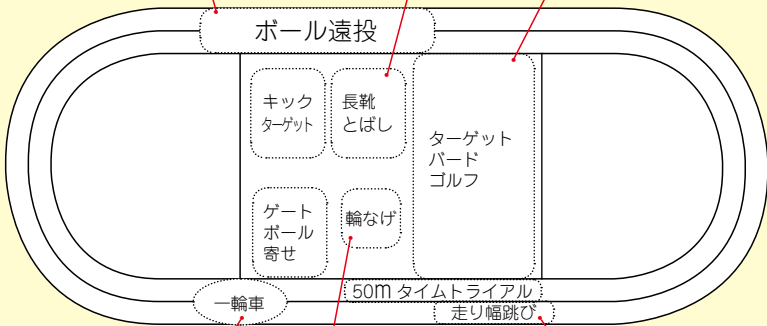 ボール遠投
キック
ターゲット
長靴
とばし
ターゲット
バード
ゴルフ
ゲート
ボール
寄せ
輪なげ
50m タイムトライアル
一輪車
走り幅跳び